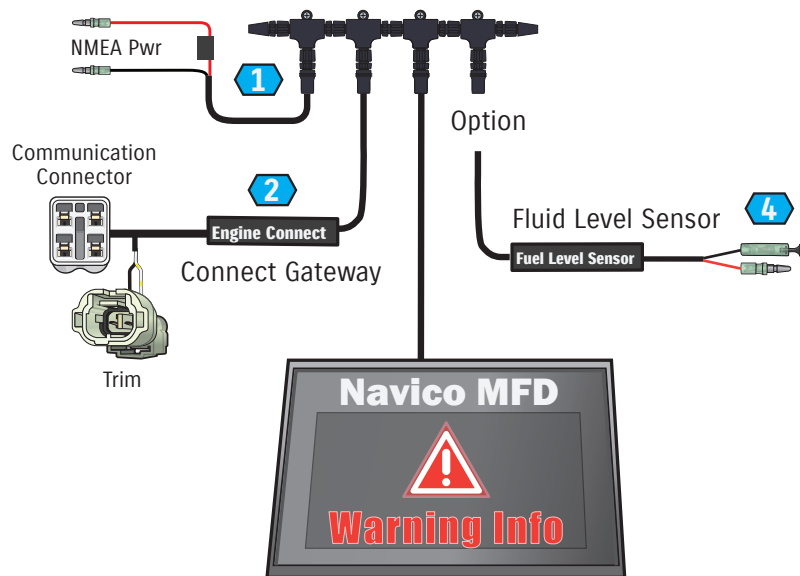 NMEA Pwr
1
Option
Communication
Connector
2
Engine Connect
Connect Gateway
Fluid Level Sensor
4
Fuel Level Sensor
Trim
Navico MFD
Warning Info